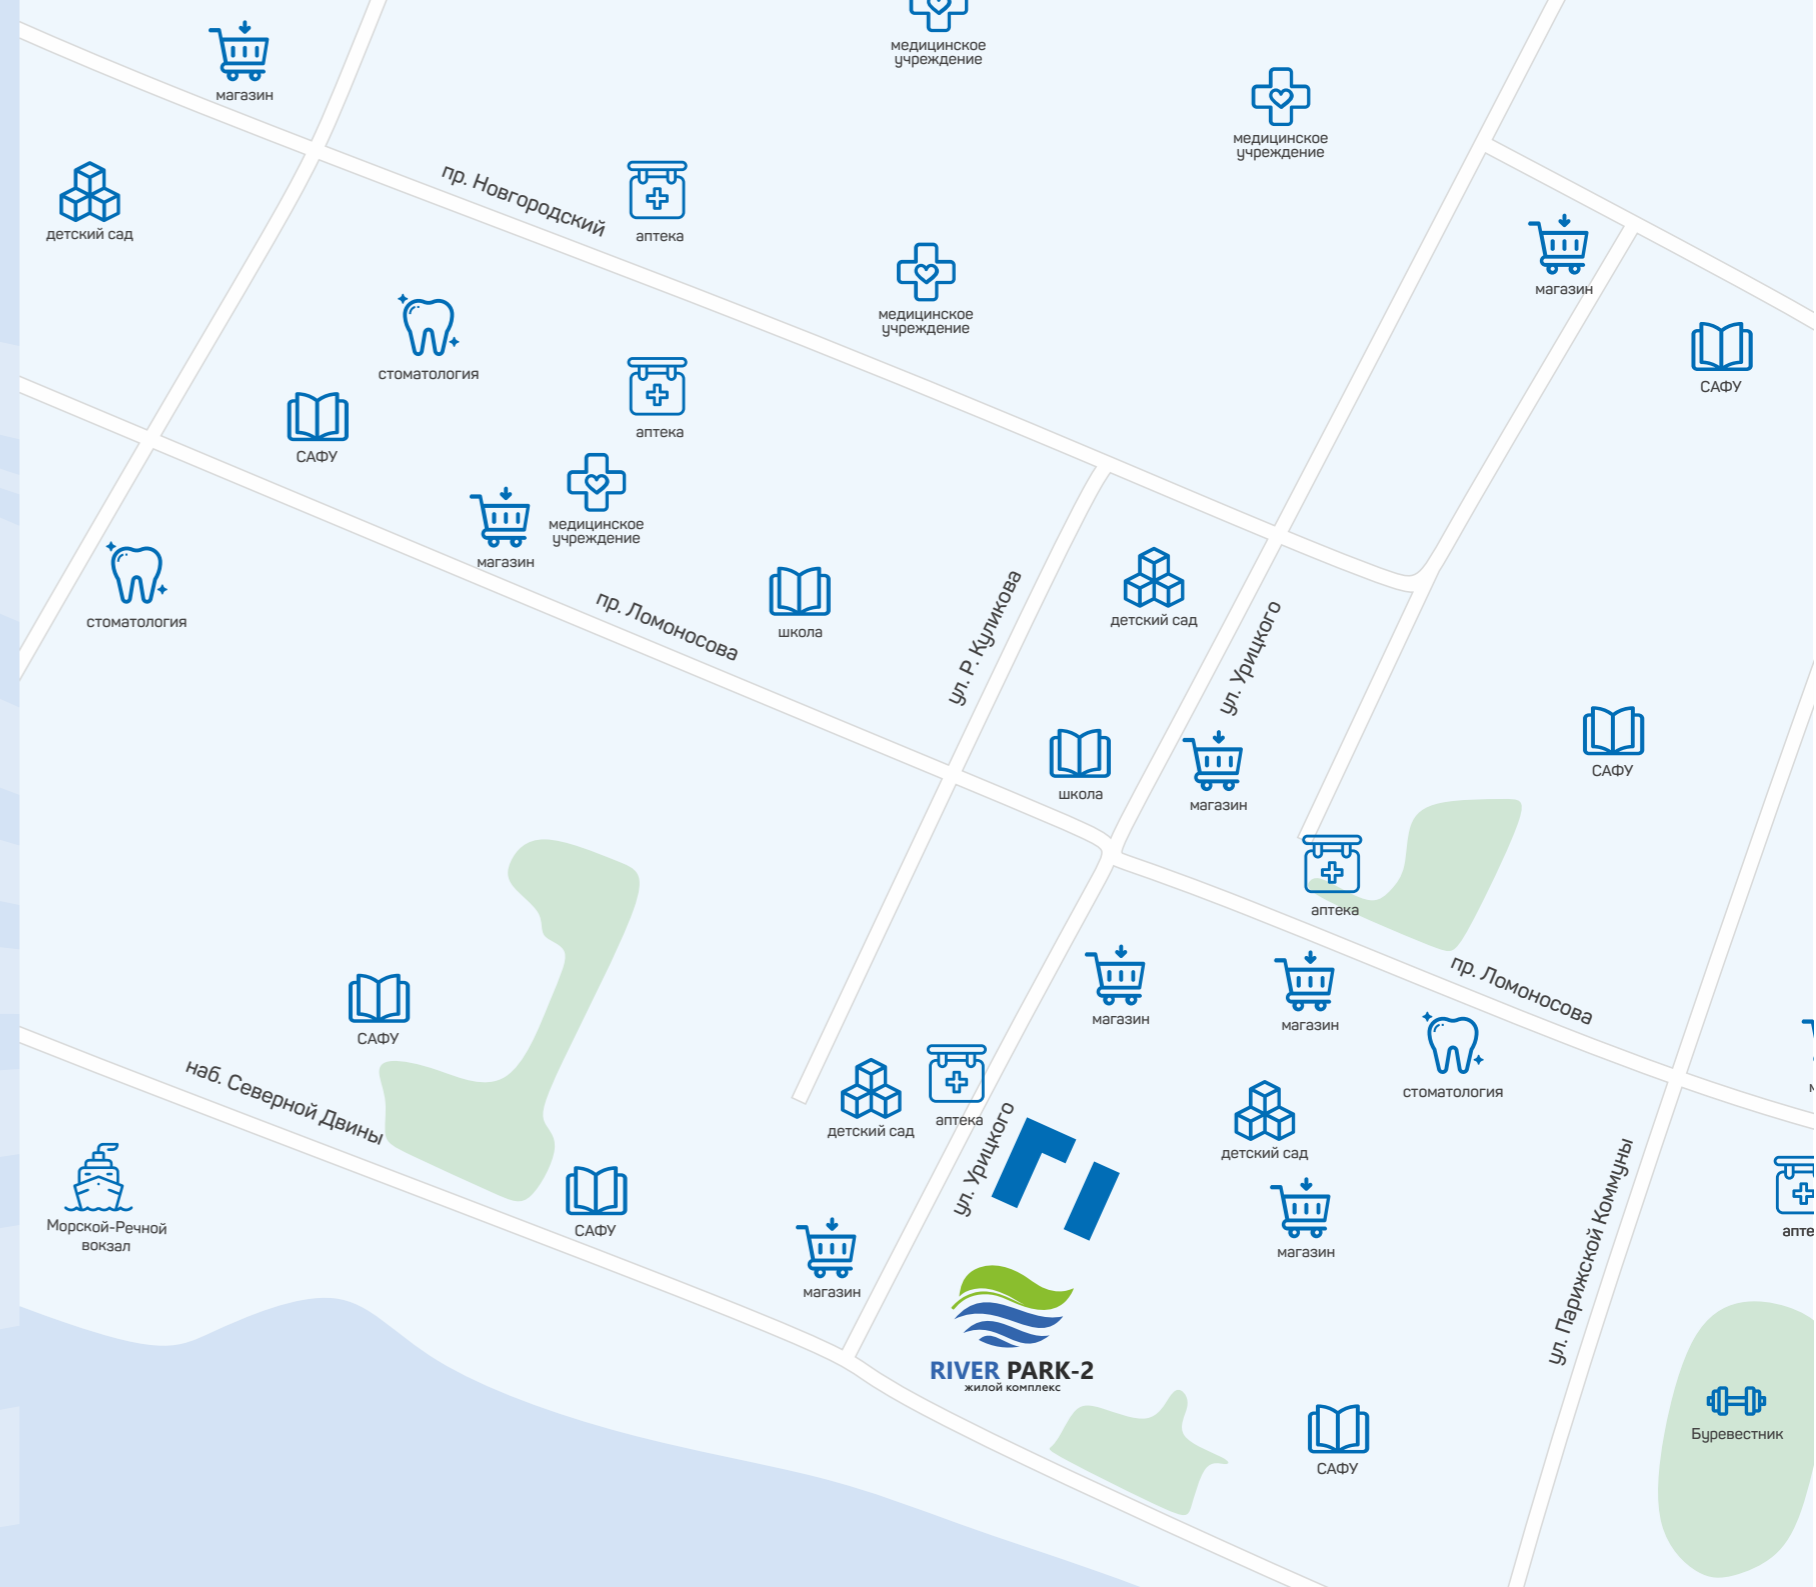 медицинское
учреждение
магазин
медицинское
учреждение
пр. Новгородский
детский сад
аптека
магазин
медицинское
учреждение
стоматология
САФУ
аптека
САФУ
медицинское
учреждение
магазин
стоматология
пр. Ломоносова
школа
ул. Р. Куликова
детский сад
ул. Урицкого
САФУ
школа
магазин
аптека
пр. Ломоносова
магазин
магазин
САФУ
наб. Северной Двины
стоматология
аптека
детский сад
ул. Урицкого
детский сад
ул. Парижской Коммуны
Морской-Речной
вокзал
САФУ
магазин
апте
магазин
RIVER PARK-2
жилой комплекс
САФУ
Буревестник